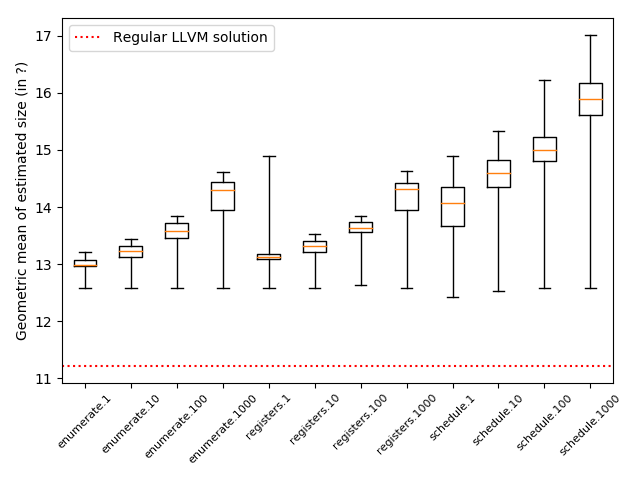 Regular LLVM solution
Geometric mean of estimated size (in ?)
17
16
15
14
13
12
11
enumerate.1
enumerate.10
enumerate.100
enumerate.1000
registers.1
registers.10
registers.100
registers.1000
schedule.1
schedule.10
schedule.100
schedule.1000